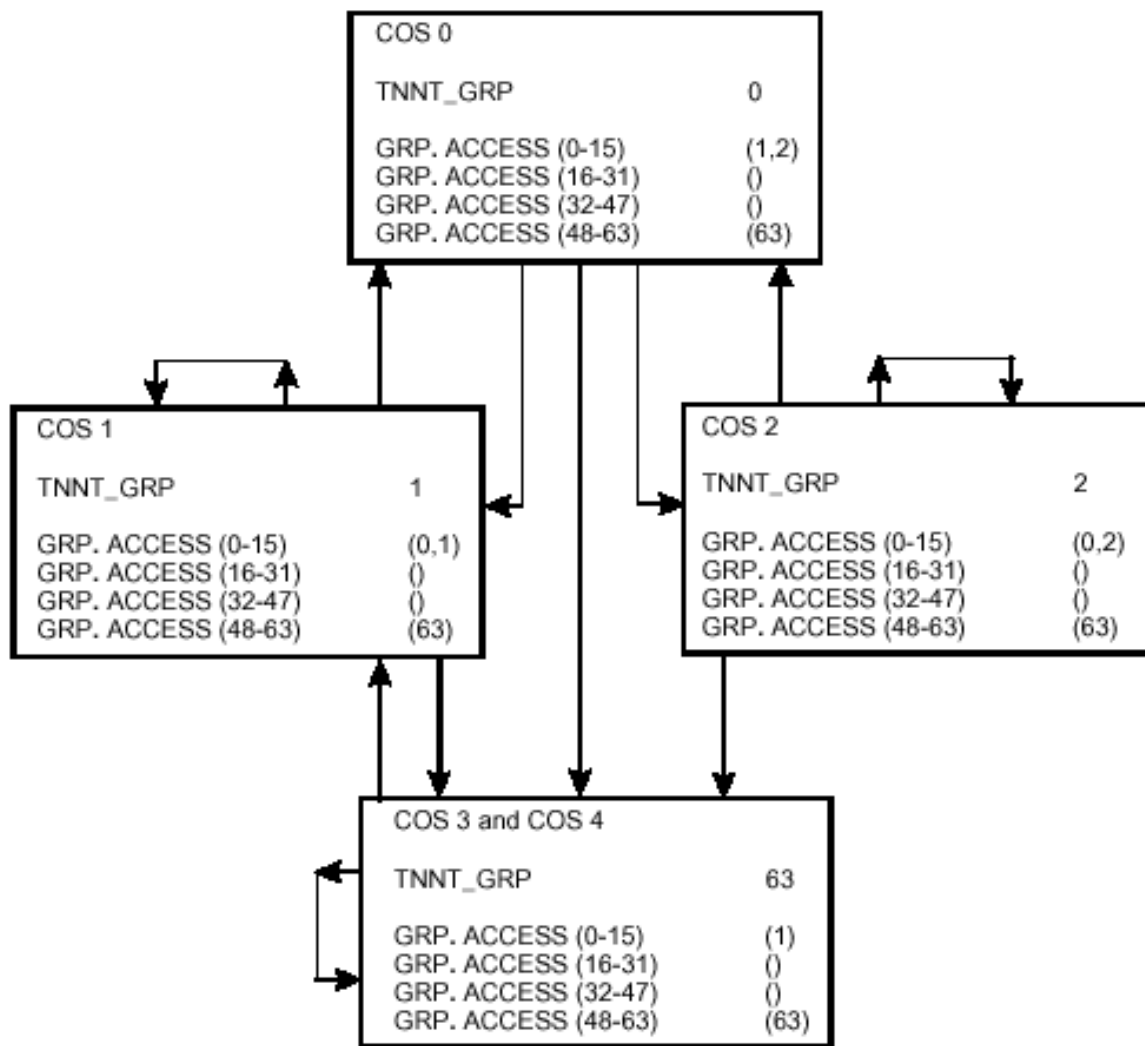 COS 0
TNNT_GRP 0
GRP. ACCESS (0-15) (1,2)
GRP. ACCESS (16-31) ()
GRP. ACCESS (32-47) ()
GRP. ACCESS (48-63) (63)
COS 1
TNNT_GRP 1
GRP. ACCESS (0-15) (0,1)
GRP. ACCESS (16-31) ()
GRP. ACCESS (32-47) ()
GRP. ACCESS (48-63) (63)
COS 2
TNNT_GRP 2
GRP. ACCESS (0-15) (0,2)
GRP. ACCESS (16-31) ()
GRP. ACCESS (32-47) ()
GRP. ACCESS (48-63) (63)
COS 3 and COS 4
TNNT_GRP 63
GRP. ACCESS (0-15) (1)
GRP. ACCESS (16-31) ()
GRP. ACCESS (32-47) ()
GRP. ACCESS (48-63) (63)